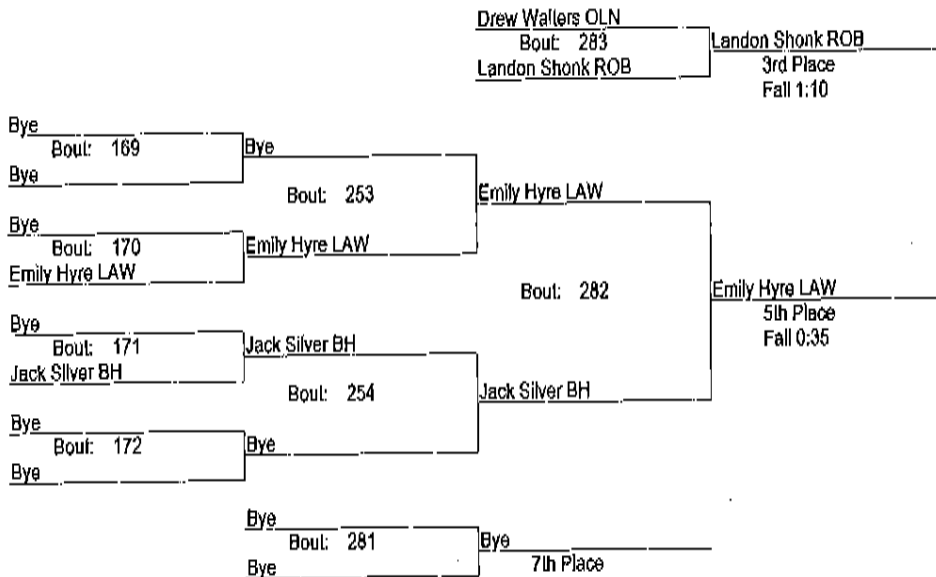 Drew Walters OLN
Bout: 283
Landon Shonk ROB
Landon Shonk ROB
3rd Place
Fall 1:10
Bye
Bout: 169
Bye
Bye
Bout: 253
Emily Hyre LAW
Bye
Bout: 170
Emily Hyre LAW
Emily Hyre LAW
Bout: 282
Emily Hyre LAW
5th Place
Fall 0:35
Bye
Bout: 171
Jack Silver BH
Jack Silver BH
Bout: 254
Jack Silver BH
Bye
Bout: 172
Bye
Bye
Bye
Bout: 281
Bye
Bye
7th Place